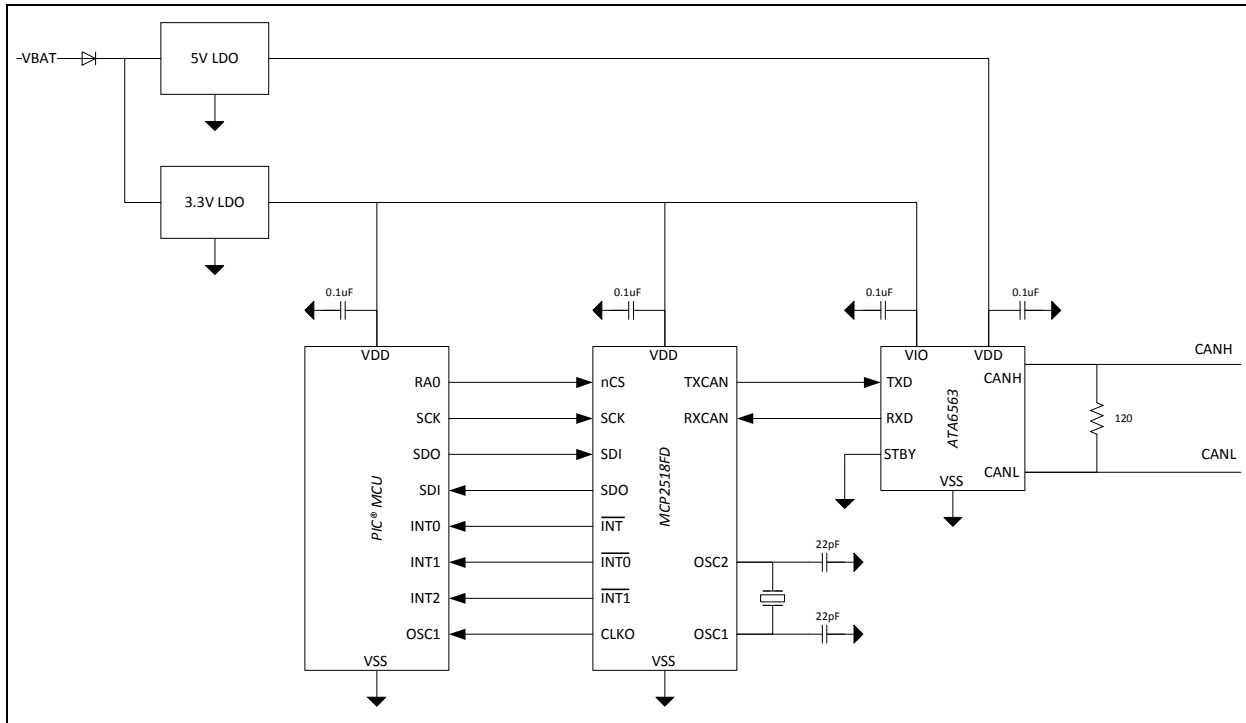 VBAT
5V LDO
3.3V LDO
0.1uF
0.1uF
0.1uF
0.1uF
VDD
RA0
SCK
SDO
SDI
INT0
INT1
INT2
OSC1
VSS
PIC® MCU
VDD
nCS
SCK
SDI
SDO
INT
INT0
INT1
CLKO
VSS
MCP2518FD
TXCAN
RXCAN
OSC2
OSC1
22pF
22pF
VIO
VDD
TXD
RXD
STBY
VSS
ATA6563
CANH
CANL
CANH
120
CANL